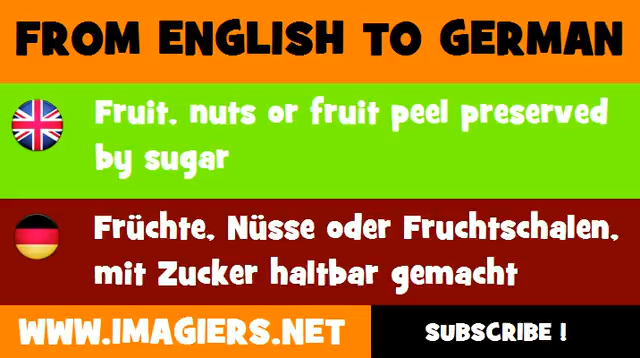 FROM ENGLISH TO GERMAN
Fruit, nuts or fruit peel preserved
by sugar
Früchte, Nüsse oder Fruchtschalen,
mit Zucker haltbar gemacht
WWW.IMAGIERS.NET
SUBSCRIBE !